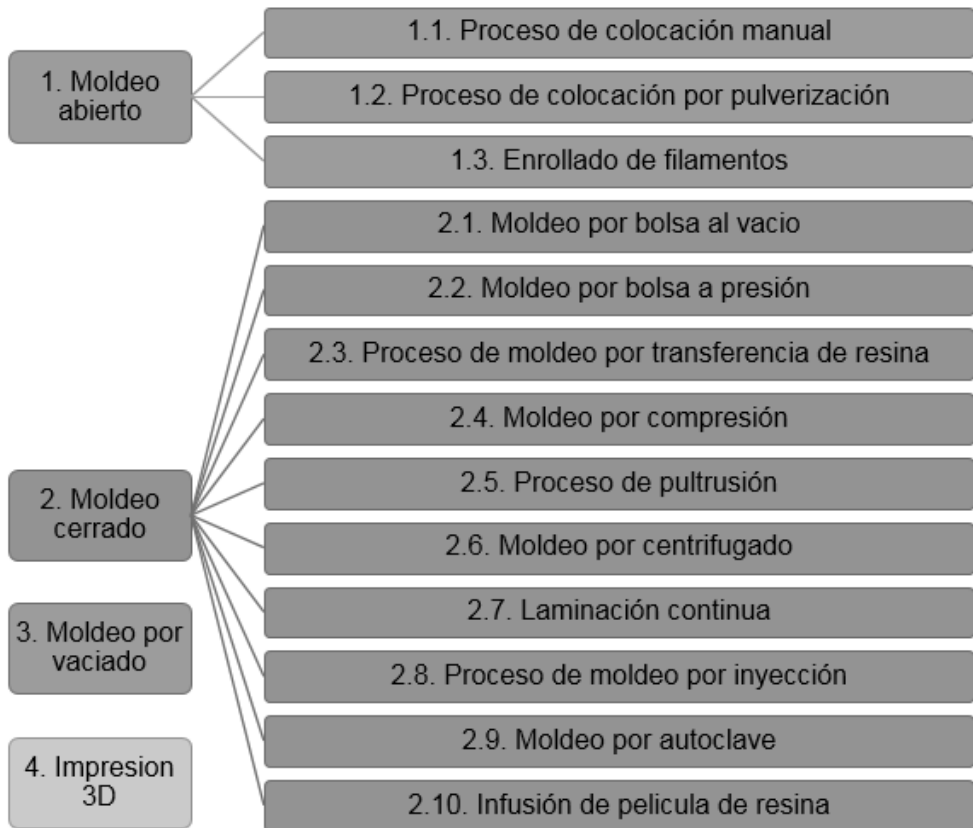 1. Moldeo
abierto
1.1. Proceso de colocación manual
1.2. Proceso de colocación por pulverización
1.3. Enrollado de filamentos
2. Moldeo
cerrado
2.1. Moldeo por bolsa al vacio
2.2. Moldeo por bolsa a presión
2.3. Proceso de moldeo por transferencia de resina
2.4. Moldeo por compresión
2.5. Proceso de pultrusión
2.6. Moldeo por centrifugado
2.7. Laminación continua
2.8. Proceso de moldeo por inyección
2.9. Moldeo por autoclave
2.10. Infusión de pelicula de resina
3. Moldeo por
vaciado
4. Impresion
3D